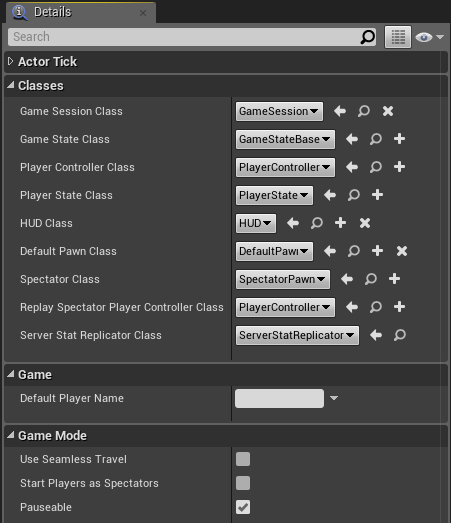 Details
Search
Actor Tick
Classes
Game Session Class GameSession
Game State Class GameStateBase
Player Controller Class PlayerController
Player State Class PlayerState
HUD Class HUD
Default Pawn Class DefaultPawn
Spectator Class SpectatorPawn
Replay Spectator Player Controller Class PlayerController
Server Stat Replicator Class ServerStatReplicator
Game
Default Player Name
Game Mode
Use Seamless Travel
Start Players as Spectators
Pauseable